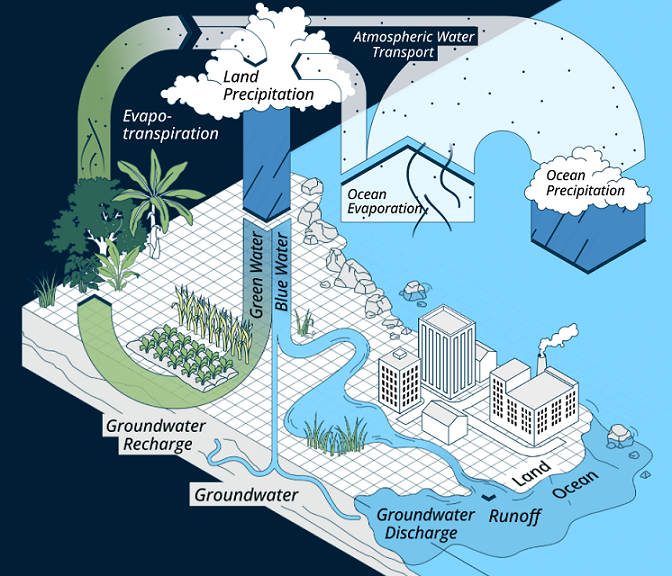 Atmospheric Water
Transport
Land
Precipitation
Evapo-
transpiration
Ocean
Precipitation
Ocean
Evaporation
Green Water
Blue Water
Groundwater
Recharge
Groundwater
Land
Ocean
Groundwater
Discharge
Runoff